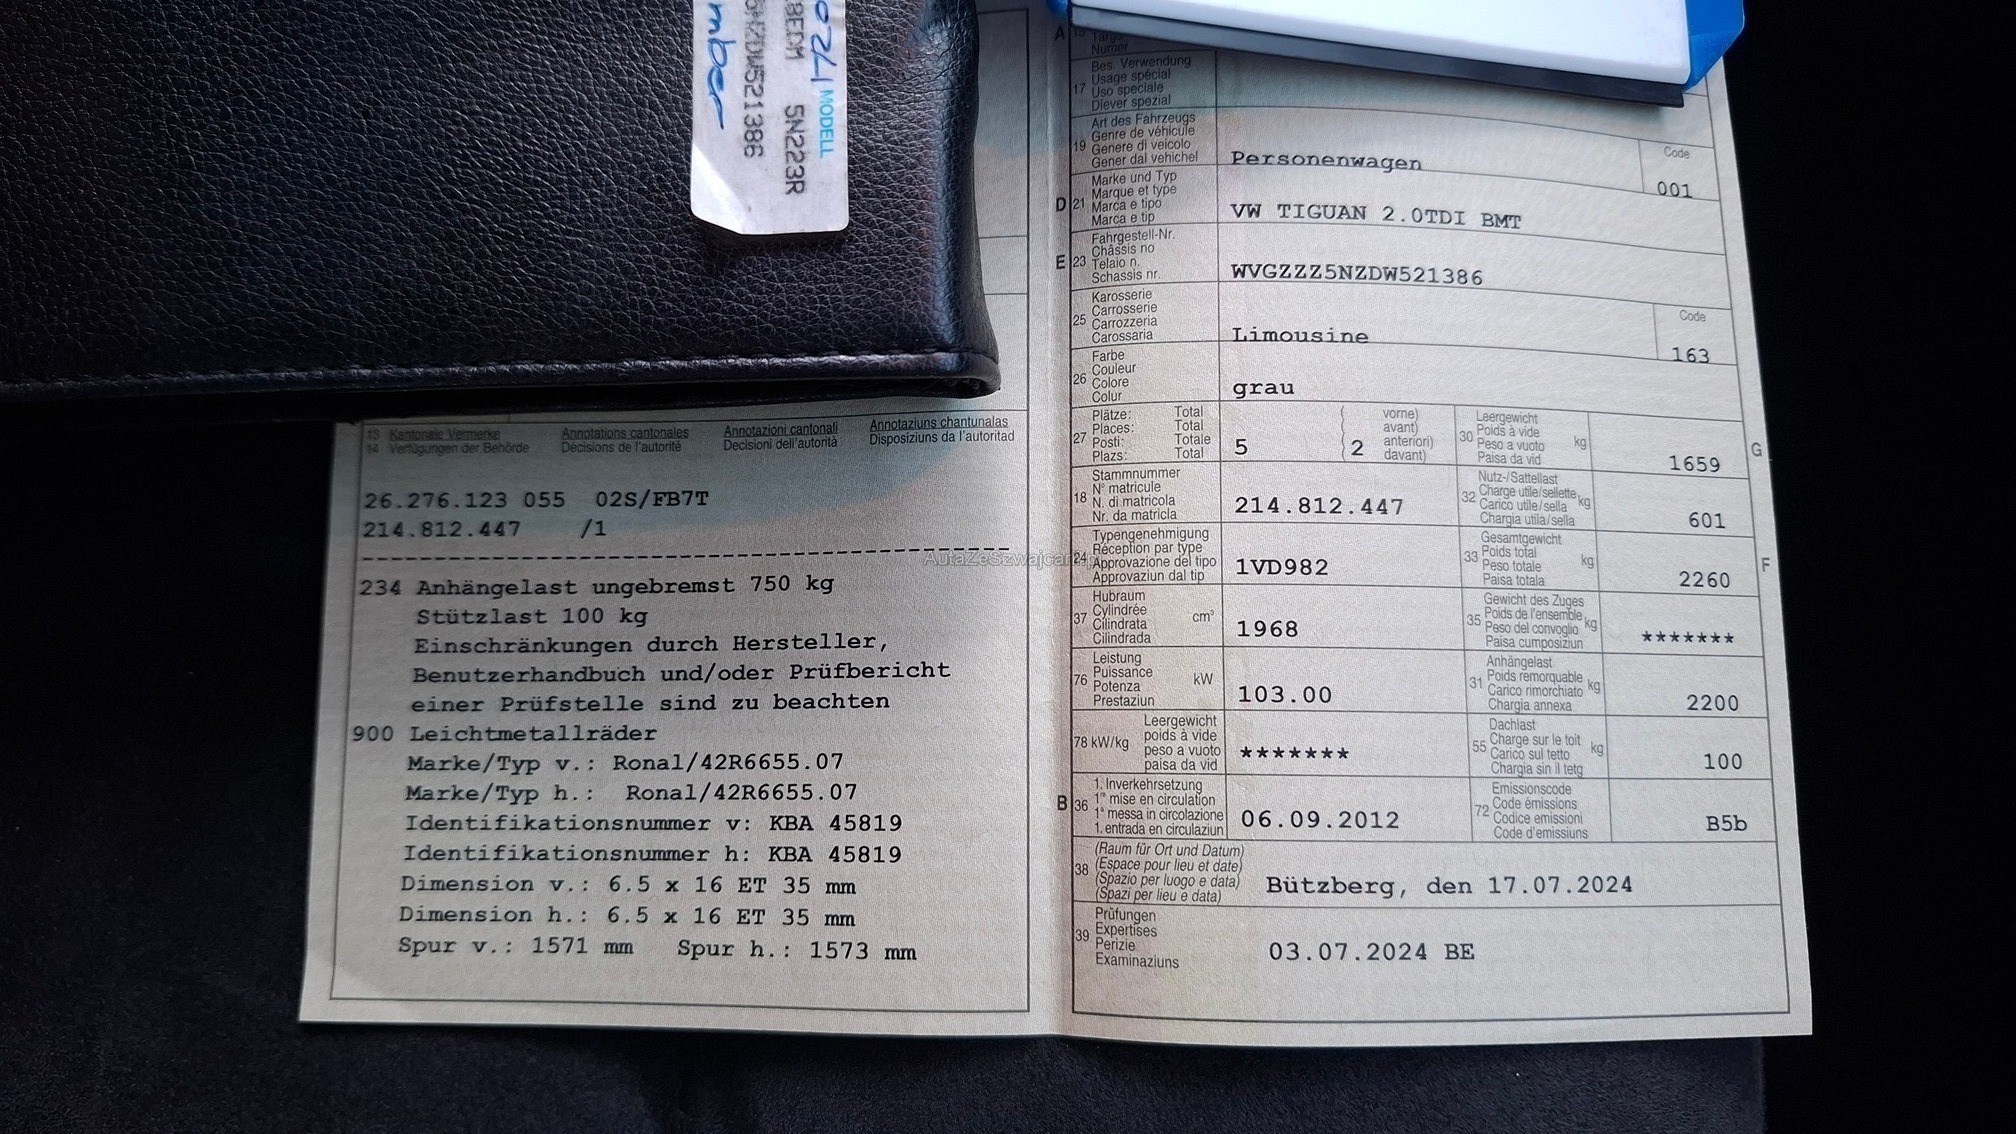 MODELL
5N223R
mber
13 Kantonale Vermerke Annotations cantonales Annotazioni cantonali Annotaziuns chantunalas
14 Verfügungen der Behörde Décisions de l'autorité Decisioni dell'autorità Disposiziuns da l'autoritad
26.276.123 055 02S/FB7T
214.812.447 /1
234 Anhängelast ungebremst 750 kg
Stützlast 100 kg
Einschränkungen durch Hersteller,
Benutzerhandbuch und/oder Prüfbericht
einer Prüfstelle sind zu beachten
900 Leichtmetallräder
Marke/Typ v.: Ronal/42R6655.07
Marke/Typ h.: Ronal/42R6655.07
Identifikationsnummer v: KBA 45819
Identifikationsnummer h: KBA 45819
Dimension v.: 6.5 x 16 ET 35 mm
Dimension h.: 6.5 x 16 ET 35 mm
Spur v.: 1571 mm Spur h.: 1573 mm
A 15
Numer
17 Bes. Verwendung
Usage spécial
Uso speciale
Diever spezial
19 Art des Fahrzeugs
Genre de véhicule
Genere di veicolo
Gener dal vehichel
Personenwagen
Code
001
D 21 Marke und Typ
Marque et type
Marca e tipo
Marca e tip
VW TIGUAN 2.0TDI BMT
E 23 Fahrgestell-Nr.
Châssis no
Telaio n.
Schassis nr.
WVGZZZ5NZDW521386
25 Karosserie
Carrosserie
Carrozzeria
Carossaria
Limousine
Code
163
26 Farbe
Couleur
Colore
Colur
grau
27 Plätze: Total
Places: Total
Posti: Totale
Plazs: Total
5
( vorne)
( avant)
( 2 anteriori)
( davant)
30 Leergewicht
Poids à vide
Peso a vuoto
Paisa da vid
kg
1659
G
18 Stammnummer
N° matricule
N. di matricola
Nr. da matricla
214.812.447
32 Nutz-/Sattellast
Charge utile/sellette
Carico utile/sella
Chargia utila/sella
kg
601
24 Typengenehmigung
Réception par type
Approvazione del tipo
Approvaziun dal tip
1VD982
33 Gesamtgewicht
Poids total
Peso totale
Paisa totala
kg
2260
F
37 Hubraum
Cylindrée
Cilindrata
Cilindrada
cm³
1968
35 Gewicht des Zuges
Poids de l'ensemble
Peso del convoglio
Paisa cumposiziun
kg
*******
76 Leistung
Puissance
Potenza
Prestaziun
kW
103.00
31 Anhängelast
Poids remorquable
Carico rimorchiato
Chargia annexa
kg
2200
78 kW/kg Leergewicht
poids à vide
peso a vuoto
paisa da vid
*******
55 Dachlast
Charge sur le toit
Carico sul tetto
Chargia sin il tetg
kg
100
B 36 1. Inverkehrsetzung
1re mise en circulation
1a messa in circolazione
1. entrada en circulaziun
06.09.2012
72 Emissionscode
Code émissions
Codice emissioni
Code d'emissiuns
B5b
38 (Raum für Ort und Datum)
(Espace pour lieu et date)
(Spazio per luogo e data)
(Spazi per lieu e data)
Bützberg, den 17.07.2024
39 Prüfungen
Expertises
Perizie
Examinaziuns
03.07.2024 BE